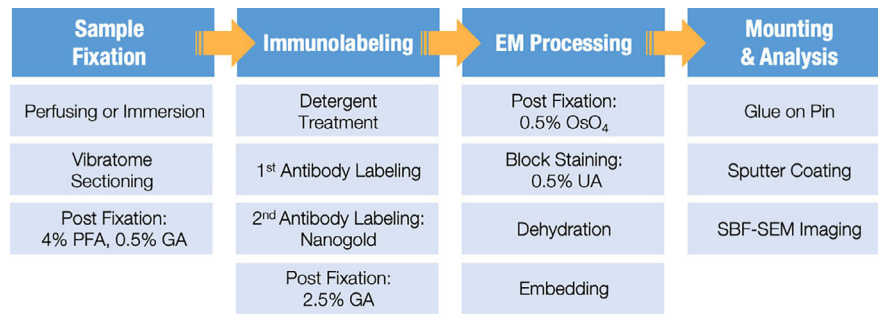 Sample
Fixation
Immunolabeling
EM Processing
Mounting
& Analysis
Perfusing or Immersion
Vibratome
Sectioning
Post Fixation:
4% PFA, 0.5% GA
Detergent
Treatment
1st Antibody Labeling
2nd Antibody Labeling:
Nanogold
Post Fixation:
2.5% GA
Post Fixation:
0.5% OsO4
Block Staining:
0.5% UA
Dehydration
Embedding
Glue on Pin
Sputter Coating
SBF-SEM Imaging